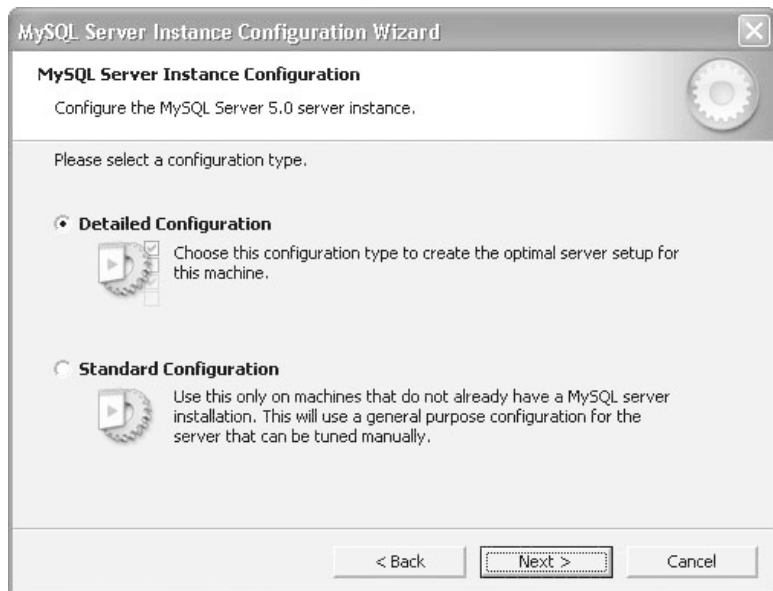 MySQL Server Instance Configuration Wizard
MySQL Server Instance Configuration
Configure the MySQL Server 5.0 server instance.
Please select a configuration type.
Detailed Configuration
Choose this configuration type to create the optimal server setup for
this machine.
Standard Configuration
Use this only on machines that do not already have a MySQL server
installation. This will use a general purpose configuration for the
server that can be tuned manually.
< Back
Next >
Cancel